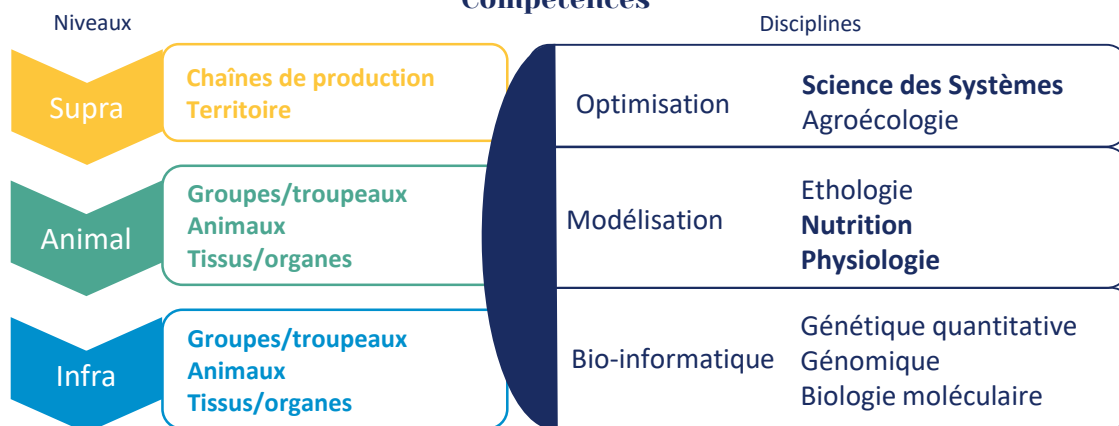 Compétences
Niveaux
Disciplines
Supra
Chaînes de production
Territoire
Optimisation
Science des Systèmes
Agroécologie
Animal
Groupes/troupeaux
Animaux
Tissus/organes
Modélisation
Ethologie
Nutrition
Physiologie
Infra
Groupes/troupeaux
Animaux
Tissus/organes
Bio-informatique
Génétique quantitative
Génomique
Biologie moléculaire